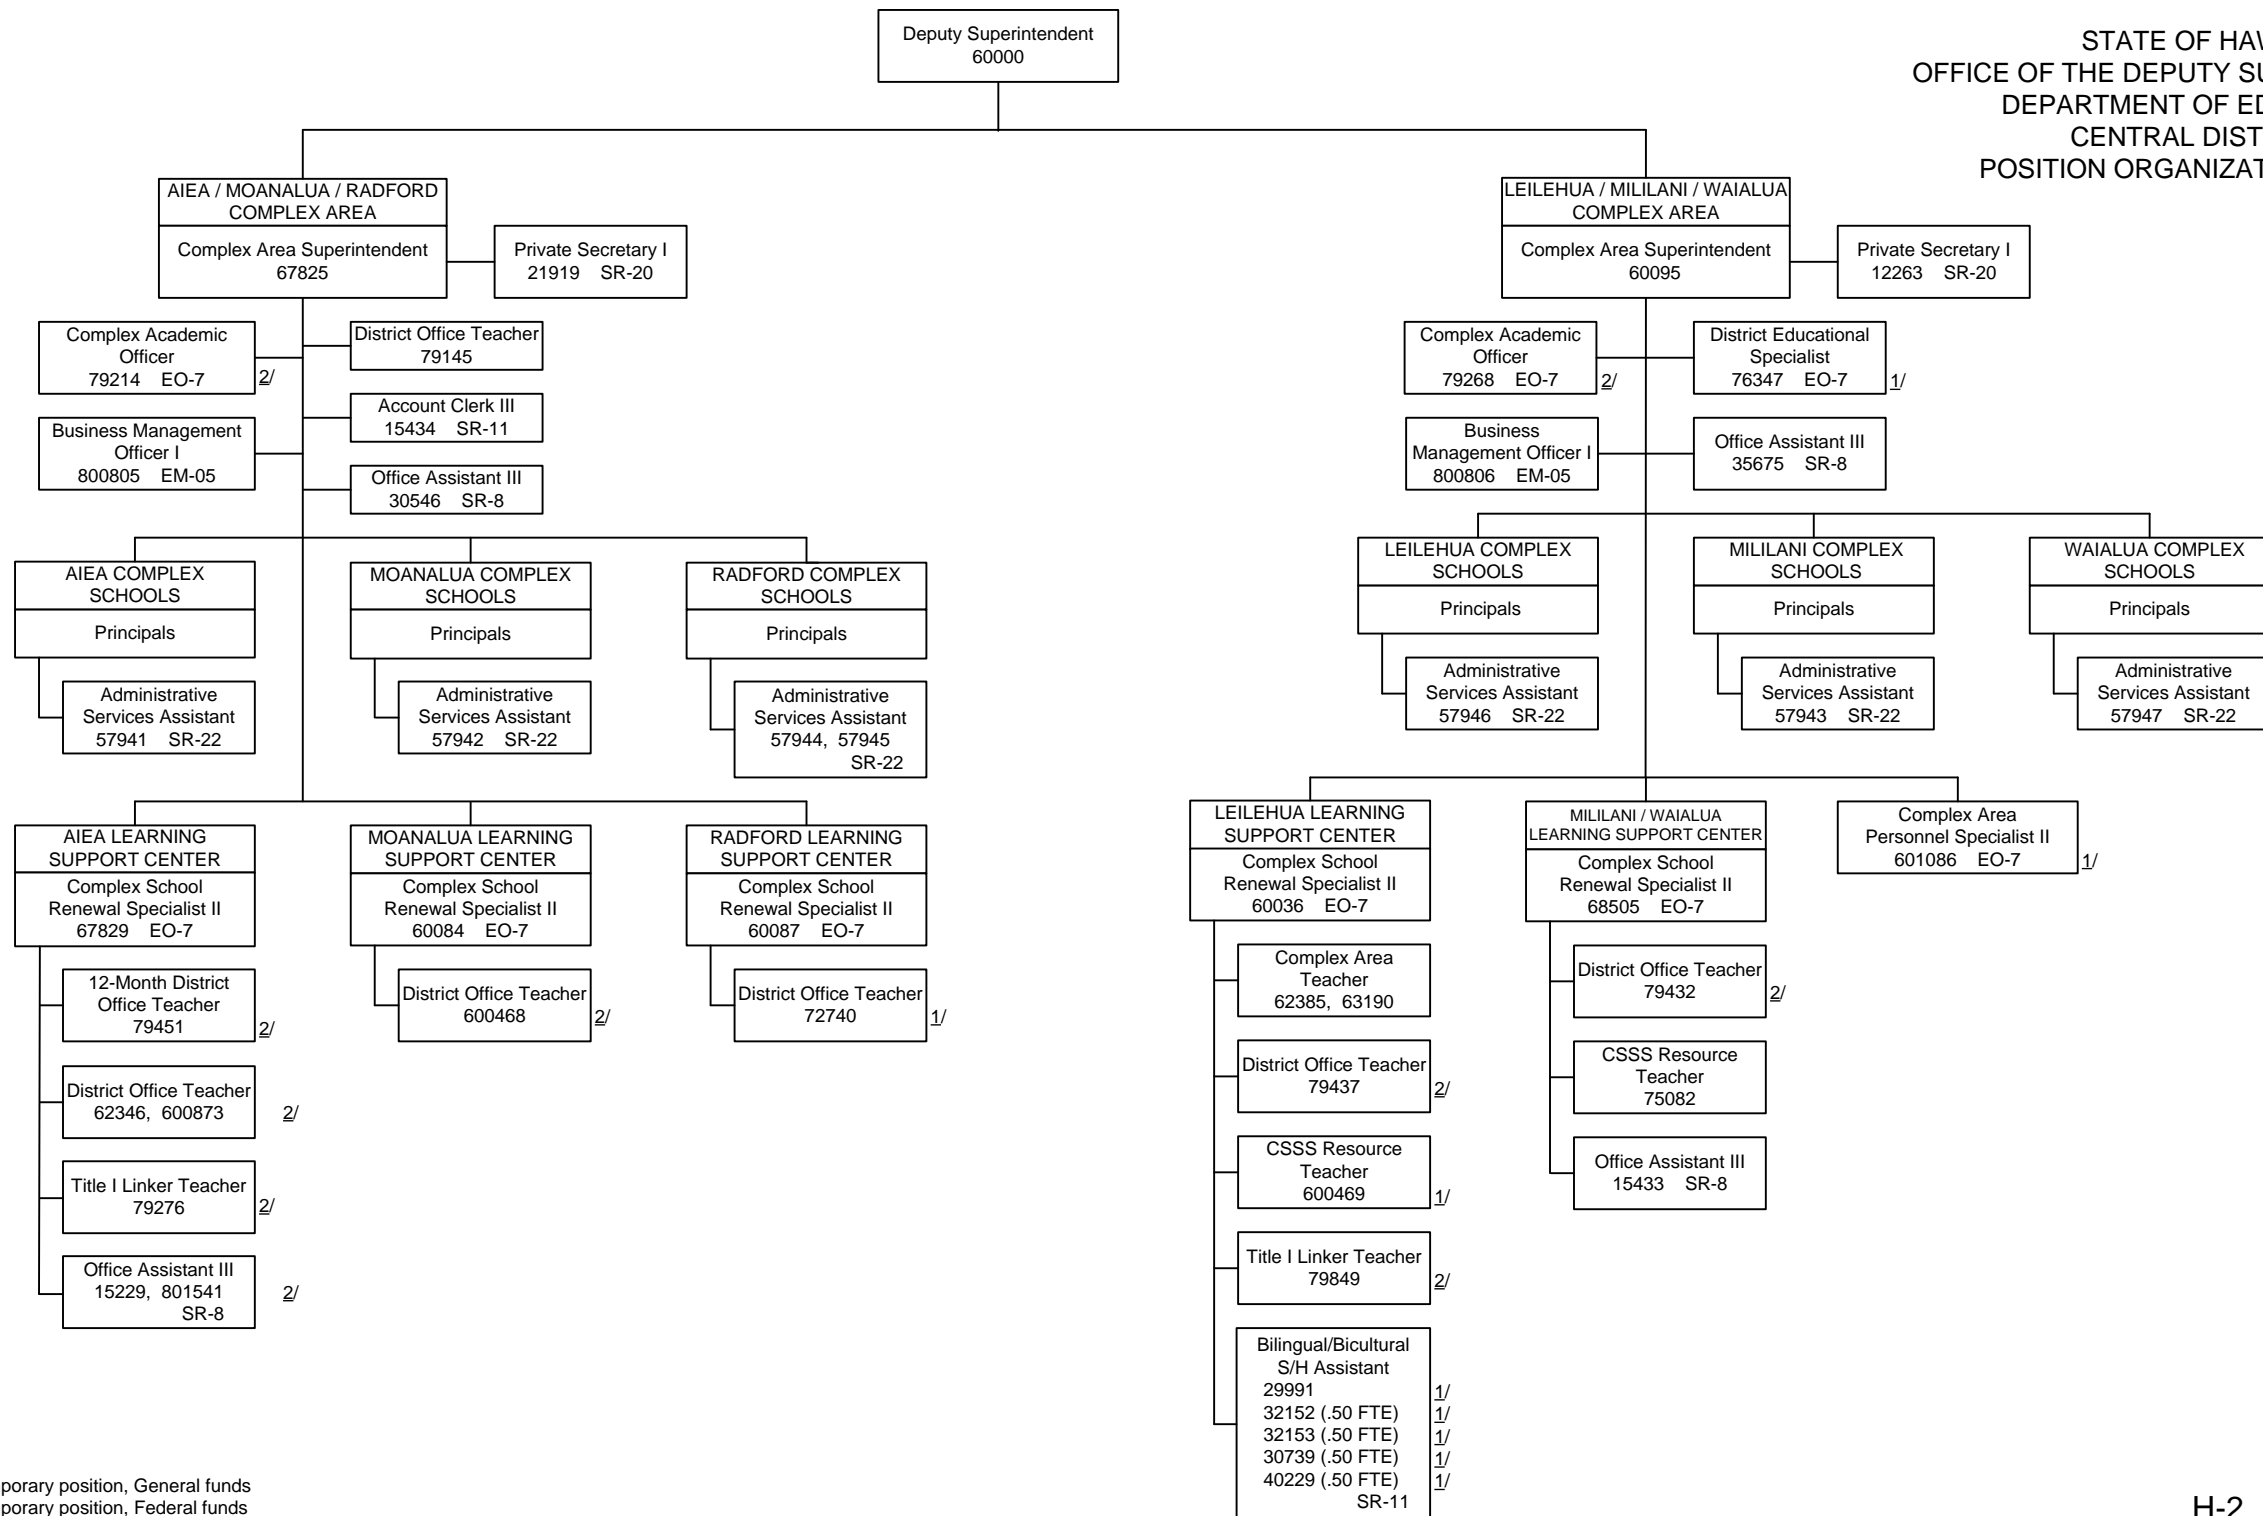 Deputy Superintendent
60000
STATE OF
OFFICE OF THE DEPUTY
DEPARTMENT OF
CENTRAL
POSITION
AIEA / MOANALUA / RADFORD
COMPLEX AREA
Complex Area Superintendent
67825
Private Secretary I
21919 SR-20
Complex Academic
Officer
79214 EO-7
2/
District Office Teacher
79145
Account Clerk III
15434 SR-11
Business Management
Officer I
800805 EM-05
Office Assistant III
30546 SR-8
AIEA COMPLEX
SCHOOLS
Principals
Administrative
Services Assistant
57941 SR-22
MOANALUA COMPLEX
SCHOOLS
Principals
Administrative
Services Assistant
57942 SR-22
RADFORD COMPLEX
SCHOOLS
Principals
Administrative
Services Assistant
57944, 57945
SR-22
AIEA LEARNING
SUPPORT CENTER
Complex School
Renewal Specialist II
67829 EO-7
12-Month District
Office Teacher
79451
2/
District Office Teacher
62346, 600873
2/
Title I Linker Teacher
79276
2/
Office Assistant III
15229, 801541
SR-8
2/
MOANALUA LEARNING
SUPPORT CENTER
Complex School
Renewal Specialist II
60084 EO-7
District Office Teacher
600468
2/
RADFORD LEARNING
SUPPORT CENTER
Complex School
Renewal Specialist II
60087 EO-7
District Office Teacher
72740
1/
LEILEHUA / MILILANI / WAIALUA
COMPLEX AREA
Complex Area Superintendent
60095
Private Secretary I
12263 SR-20
Complex Academic
Officer
79268 EO-7
2/
District Educational
Specialist
76347 EO-7
1/
Business
Management Officer I
800806 EM-05
Office Assistant III
35675 SR-8
LEILEHUA COMPLEX
SCHOOLS
Principals
Administrative
Services Assistant
57946 SR-22
MILILANI COMPLEX
SCHOOLS
Principals
Administrative
Services Assistant
57943 SR-22
WAIALUA COMPLEX
SCHOOLS
Principals
Administrative
Services Assistant
57947 SR-22
LEILEHUA LEARNING
SUPPORT CENTER
Complex School
Renewal Specialist II
60036 EO-7
Complex Area
Teacher
62385, 63190
District Office Teacher
79437
2/
CSSS Resource
Teacher
600469
1/
Title I Linker Teacher
79849
2/
Bilingual/Bicultural
S/H Assistant
29991 1/
32152 (.50 FTE) 1/
32153 (.50 FTE) 1/
30739 (.50 FTE) 1/
40229 (.50 FTE) 1/
SR-11
MILILANI / WAIALUA
LEARNING SUPPORT CENTER
Complex School
Renewal Specialist II
68505 EO-7
District Office Teacher
79432
2/
CSSS Resource
Teacher
75082
Office Assistant III
15433 SR-8
Complex Area
Personnel Specialist II
601086 EO-7
1/
position, General funds
position, Federal funds
H-2